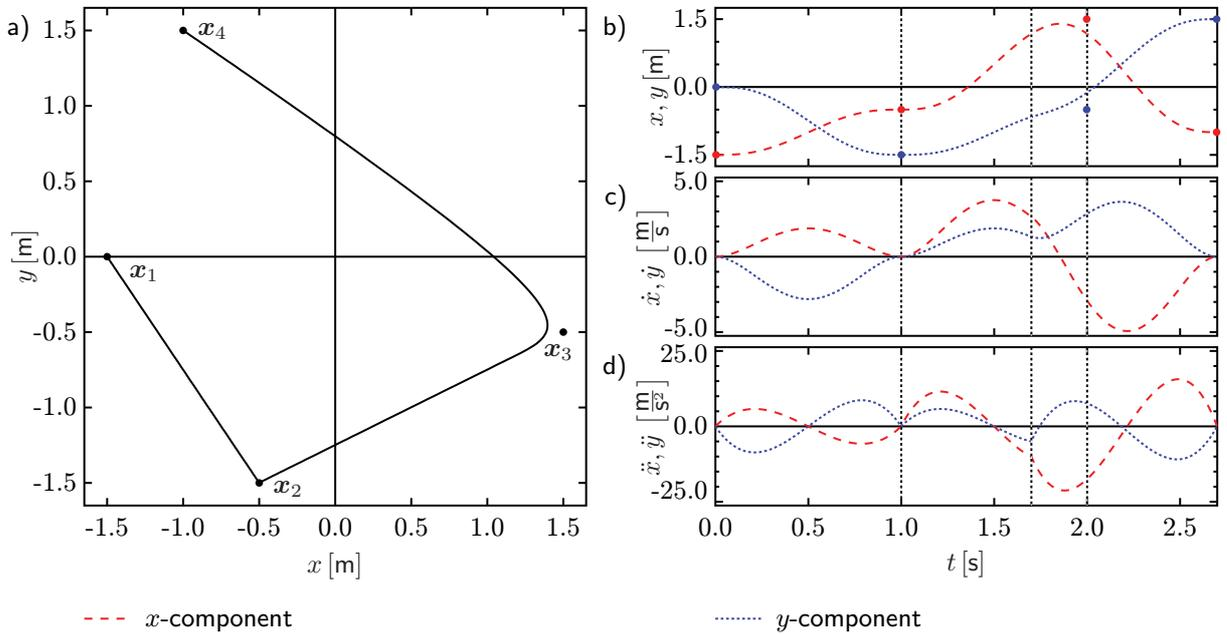 a)
1.5
1.0
0.5
0.0
-0.5
-1.0
-1.5
y [m]
x₄
x₁
x₃
x₂
-1.5 -1.0 -0.5 0.0 0.5 1.0 1.5
x [m]
b)
1.5
0.0
-1.5
x, y [m]
c)
5.0
0.0
-5.0
ẋ, ẏ [m/s]
d)
25.0
0.0
-25.0
ẍ, ÿ [m/s²]
0.0 0.5 1.0 1.5 2.0 2.5
t [s]
x-component
y-component